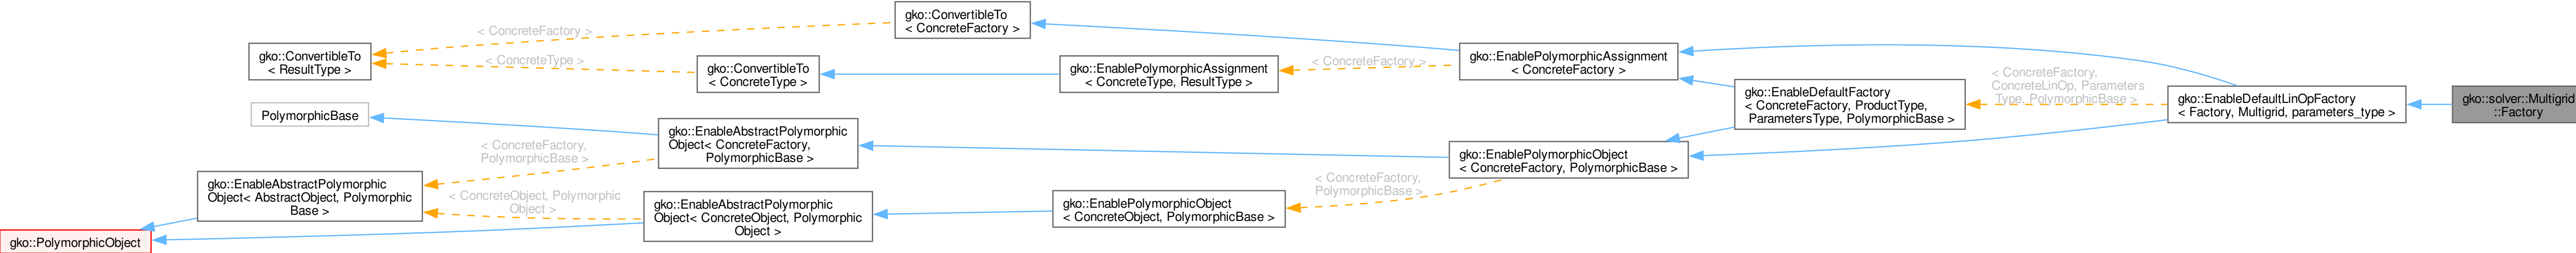 gko::ConvertibleTo
< ConcreteFactory >
< ConcreteFactory >
gko::ConvertibleTo
< ResultType >
< ConcreteType >
gko::ConvertibleTo
< ConcreteType >
gko::EnablePolymorphicAssignment
< ConcreteType, ResultType >
< ConcreteFactory >
gko::EnablePolymorphicAssignment
< ConcreteFactory >
PolymorphicBase
gko::EnableAbstractPolymorphic
Object< ConcreteFactory,
PolymorphicBase >
gko::EnableDefaultFactory
< ConcreteFactory, ProductType,
ParametersType, PolymorphicBase >
< ConcreteFactory,
ConcreteLinOp, Parameters
Type, PolymorphicBase >
gko::EnableDefaultLinOpFactory
< Factory, Multigrid, parameters_type >
gko::solver::Multigrid
::Factory
< ConcreteFactory,
PolymorphicBase >
gko::EnablePolymorphicObject
< ConcreteFactory, PolymorphicBase >
gko::EnableAbstractPolymorphic
Object< AbstractObject, Polymorphic
Base >
< ConcreteObject, Polymorphic
Object >
gko::EnableAbstractPolymorphic
Object< ConcreteObject, Polymorphic
Object >
gko::EnablePolymorphicObject
< ConcreteObject, PolymorphicBase >
< ConcreteFactory,
PolymorphicBase >
gko::PolymorphicObject